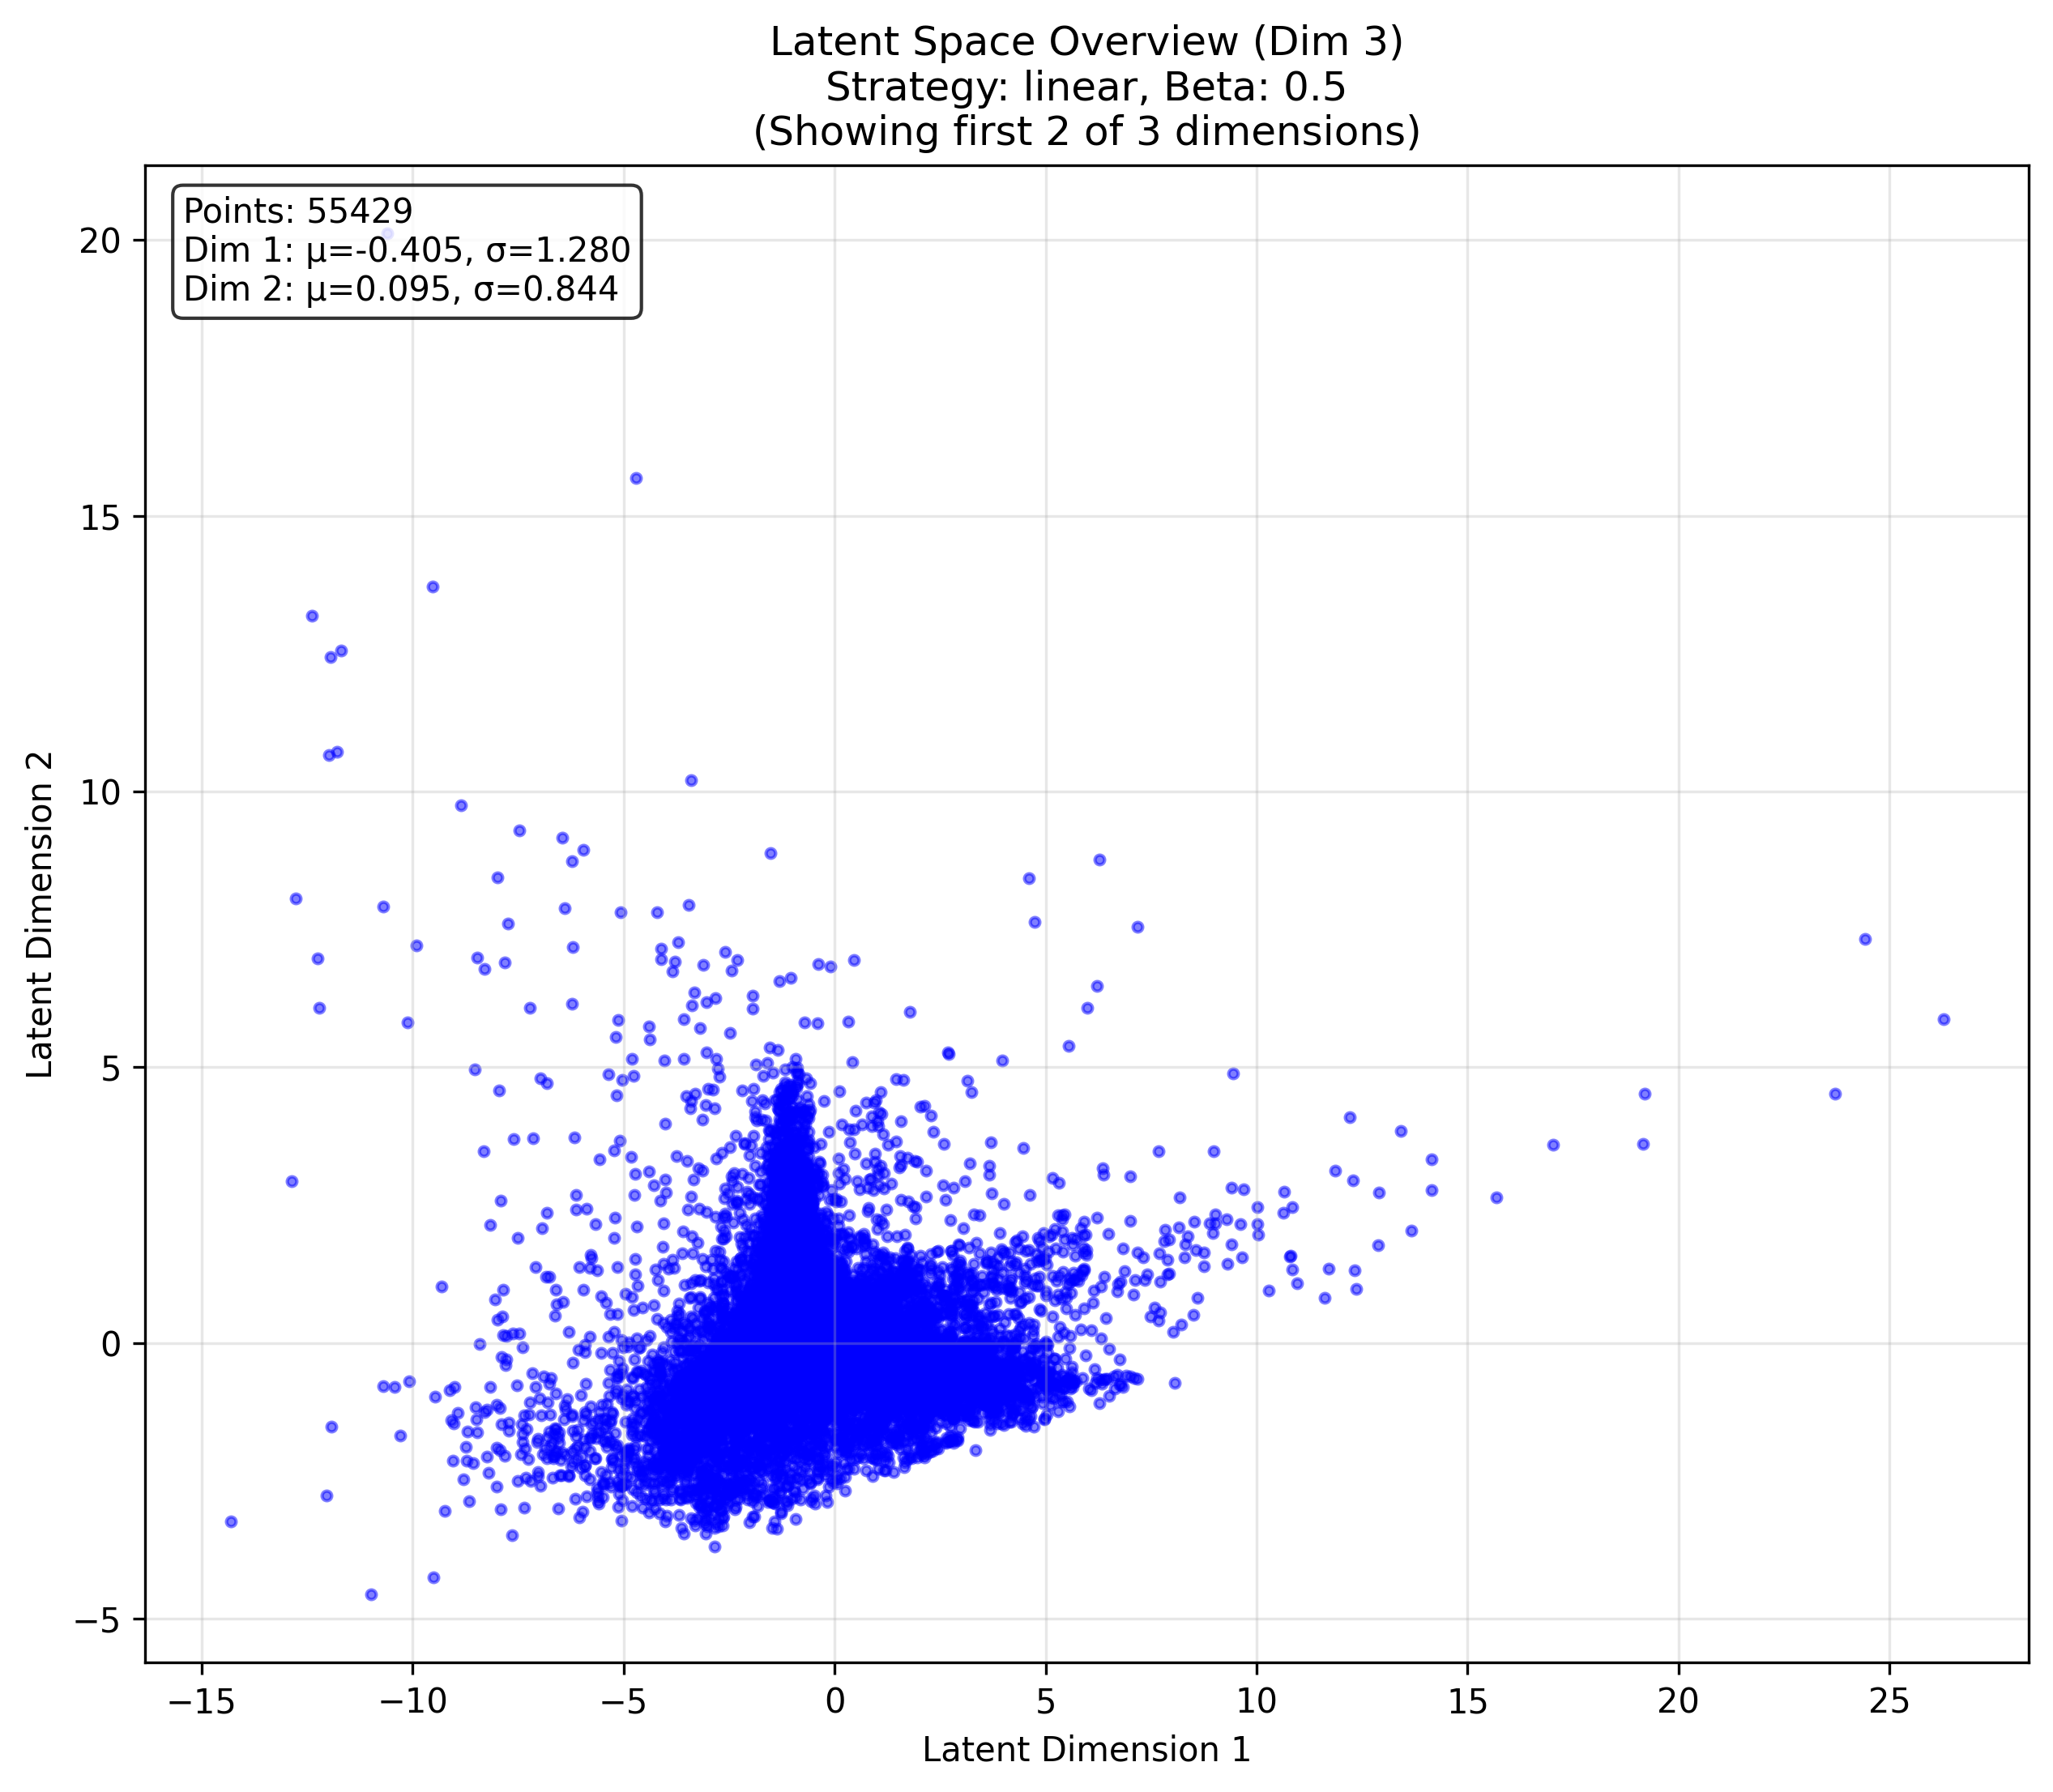 Latent Space Overview (Dim 3)
Strategy: linear, Beta: 0.5
(Showing first 2 of 3 dimensions)
Points: 55429
Dim 1: μ=-0.405, σ=1.280
Dim 2: μ=0.095, σ=0.844
20
15
10
5
0
−5
Latent Dimension 2
−15
−10
−5
0
5
10
15
20
25
Latent Dimension 1